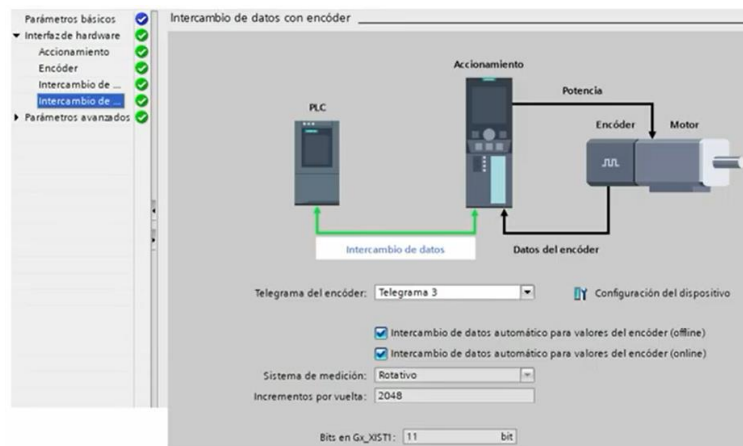 Parámetros básicos
Interfaz de hardware
Accionamiento
Encóder
Intercambio de ...
Intercambio de ...
Parámetros avanzados
Intercambio de datos con encóder
Accionamiento
PLC
Potencia
Encóder Motor
Intercambio de datos
Datos del encóder
Telegrama del encóder: Telegrama 3 Configuración del dispositivo
Intercambio de datos automático para valores del encóder (offline)
Intercambio de datos automático para valores del encóder (online)
Sistema de medición: Rotativo
Incrementos por vuelta: 2048
Bits en Gx_XIST1: 11 bit